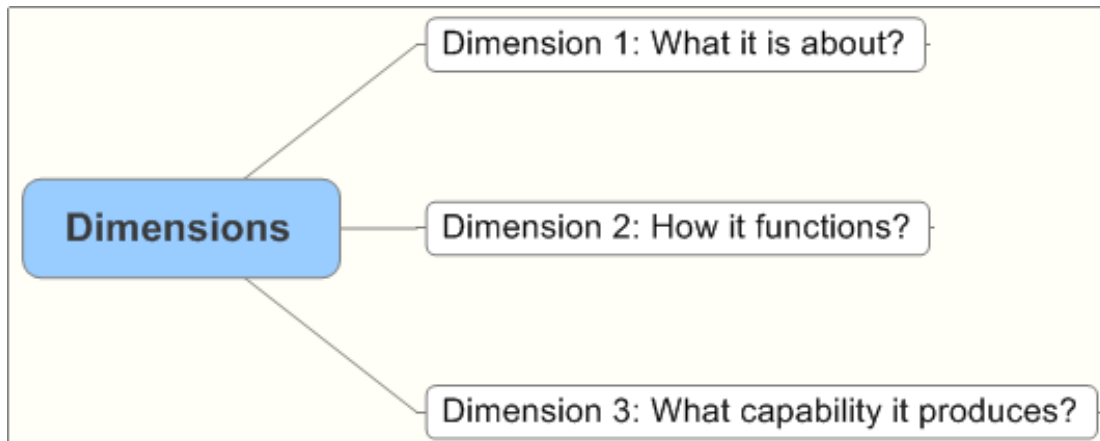 Dimension 1: What it is about?
Dimensions
Dimension 2: How it functions?
Dimension 3: What capability it produces?